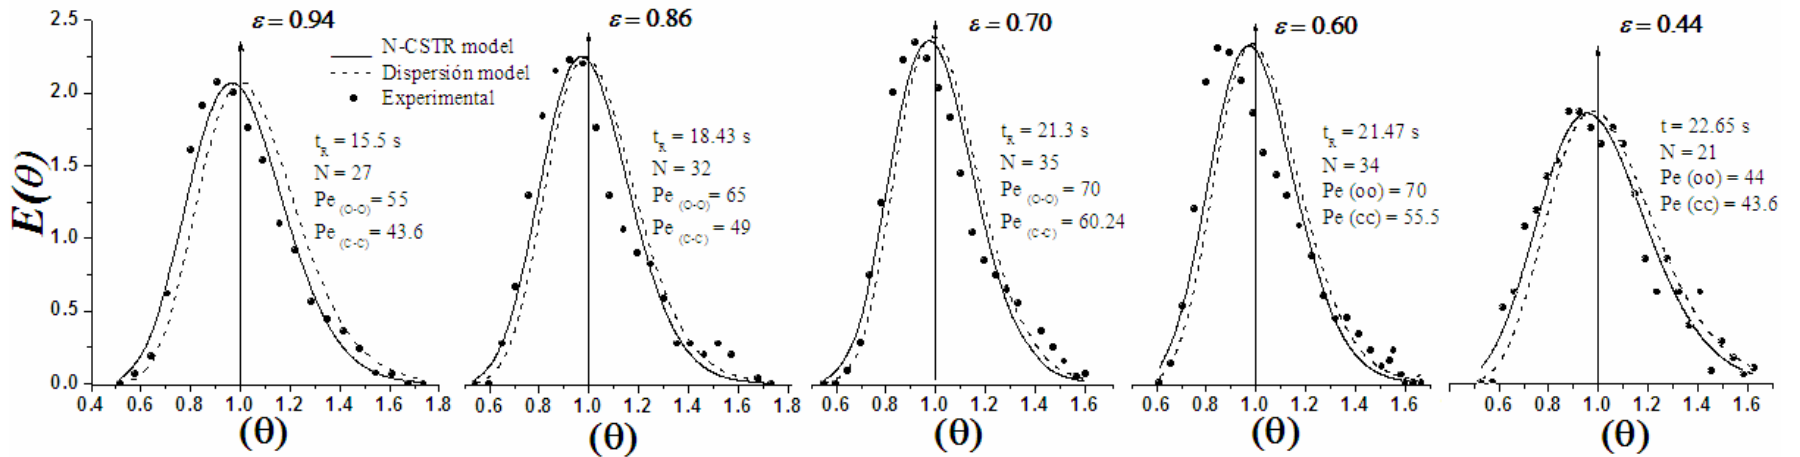 ε = 0.94
ε = 0.86
ε = 0.70
ε = 0.60
ε = 0.44
N-CSTR model
Dispersión model
Experimental
E(θ)
2.5
2.0
1.5
1.0
0.5
0.0
t_R = 15.5 s
N = 27
Pe (O-O) = 55
Pe (C-C) = 43.6
0.4 0.6 0.8 1.0 1.2 1.4 1.6 1.8
(θ)
t_R = 18.43 s
N = 32
Pe (O-O) = 65
Pe (C-C) = 49
0.6 0.8 1.0 1.2 1.4 1.6 1.8
(θ)
t_R = 21.3 s
N = 35
Pe (O-O) = 70
Pe (C-C) = 60.24
0.6 0.8 1.0 1.2 1.4 1.6
(θ)
t_R = 21.47 s
N = 34
Pe (oo) = 70
Pe (cc) = 55.5
0.6 0.8 1.0 1.2 1.4 1.6
(θ)
t = 22.65 s
N = 21
Pe (oo) = 44
Pe (cc) = 43.6
0.6 0.8 1.0 1.2 1.4 1.6
(θ)